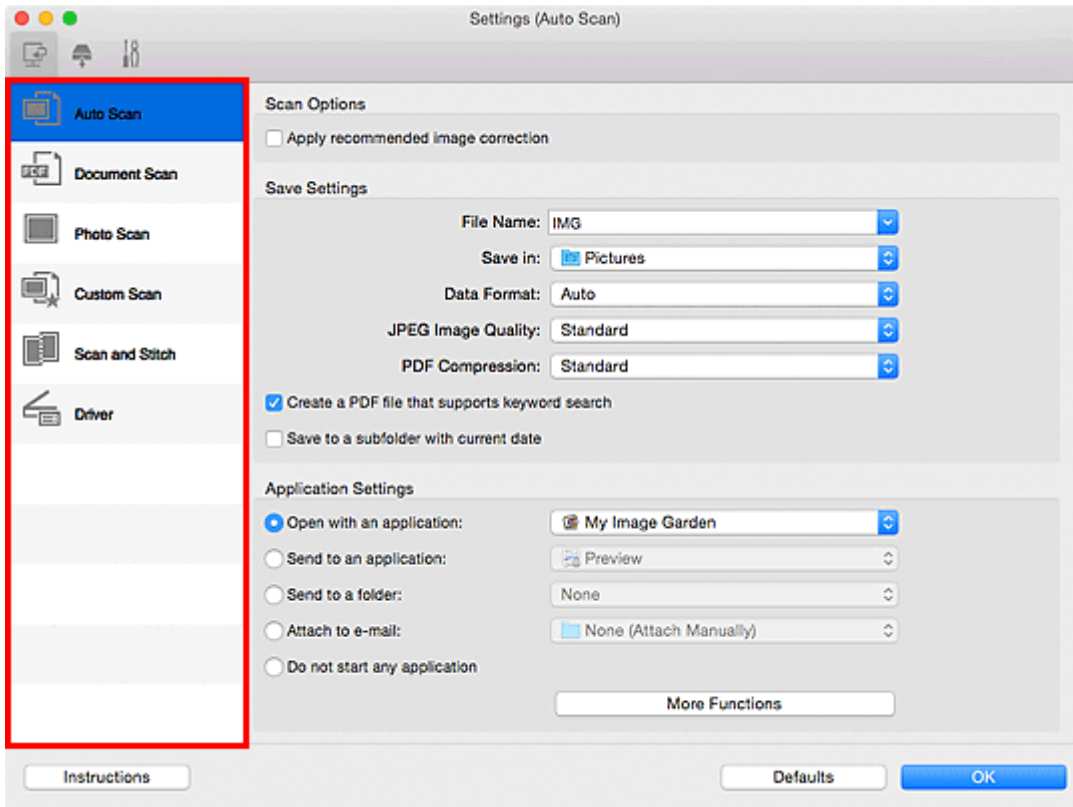 Settings (Auto Scan)
Auto Scan
Document Scan
Photo Scan
Custom Scan
Scan and Stitch
Driver
Scan Options
Apply recommended image correction
Save Settings
File Name: IMG
Save in: Pictures
Data Format: Auto
JPEG Image Quality: Standard
PDF Compression: Standard
Create a PDF file that supports keyword search
Save to a subfolder with current date
Application Settings
Open with an application: My Image Garden
Send to an application: Preview
Send to a folder: None
Attach to e-mail: None (Attach Manually)
Do not start any application
More Functions
Instructions Defaults OK